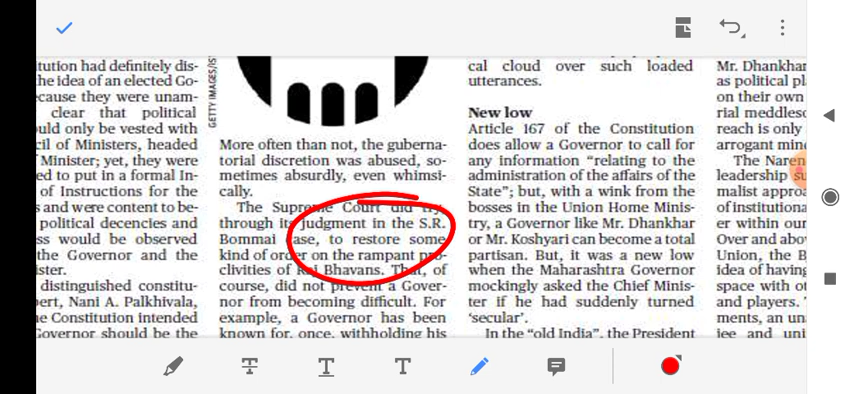 itution had definitely dis-
he idea of an elected Go-
ecause they were unam-
clear that political
uld only be vested with
cil of Ministers, headed
Minister; yet, they were
ed to put in a formal In-
of Instructions for the
s and were content to be-
political decencies and
ss would be observed
the Governor and the
ister.
distinguished constitu-
pert, Nani A. Palkhivala,
ne Constitution intended
Governor should be the
GETTY IMAGES/IS
More often than not, the guberna-
torial discretion was abused, so-
metimes absurdly, even whimsi-
cally.
The Supreme Court did try,
through its judgment in the S.R.
Bommai case, to restore some
kind of order on the rampant pro-
clivities of Raj Bhavans. That, of
course, did not prevent a Gover-
nor from becoming difficult. For
example, a Governor has been
known for, once, withholding his
cal cloud over such loaded
utterances.
New low
Article 167 of the Constitution
does allow a Governor to call for
any information “relating to the
administration of the affairs of the
State”; but, with a wink from the
bosses in the Union Home Minis-
try, a Governor like Mr. Dhankhar
or Mr. Koshyari can become a total
partisan. But, it was a new low
when the Maharashtra Governor
mockingly asked the Chief Minis-
ter if he had suddenly turned
‘secular’.
In the “old India”, the President
Mr. Dhankhar
as political pl
on their own
rial meddleso
reach is only
arrogant mind
The Naren
leadership su
malist approa
of institutiona
er within our
Over and abov
Union, the B
idea of having
space with ot
and players. T
ments, an un
jee and uni
T
T
T